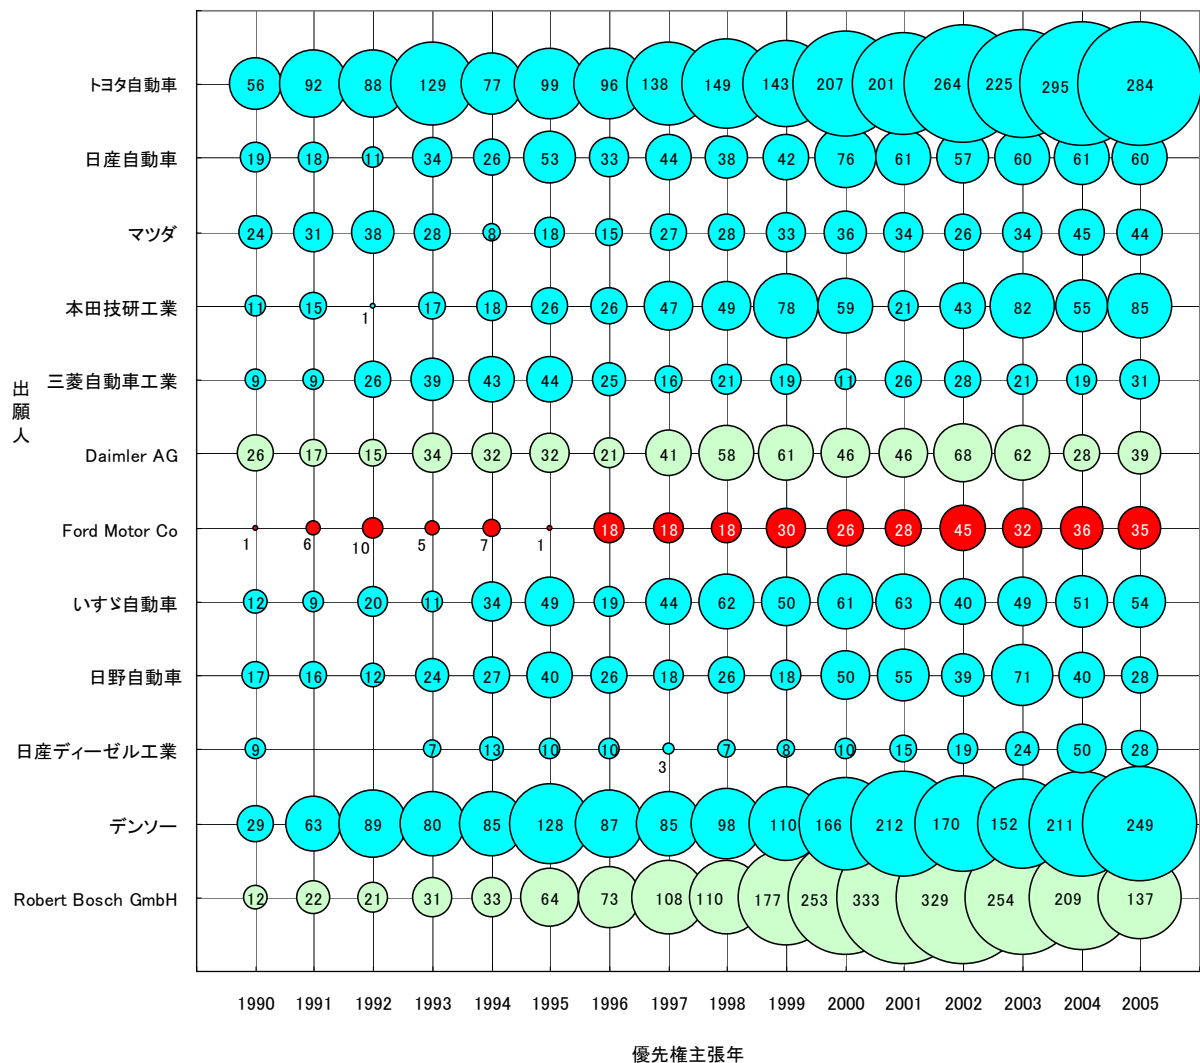 トヨタ自動車 56 92 88 129 77 99 96 138 149 143 207 201 264 225 295 284
日産自動車 19 18 11 34 26 53 33 44 38 42 76 61 57 60 61 60
マツダ 24 31 38 28 8 18 15 27 28 33 36 34 26 34 45 44
本田技研工業 11 15 1 17 18 26 26 47 49 78 59 21 43 82 55 85
三菱自動車工業 9 9 26 39 43 44 25 16 21 19 11 26 28 21 19 31
出願人
Daimler AG 26 17 15 34 32 32 21 41 58 61 46 46 68 62 28 39
Ford Motor Co 1 6 10 5 7 1 18 18 18 30 26 28 45 32 36 35
いすゞ自動車 12 9 20 11 34 49 19 44 62 50 61 63 40 49 51 54
日野自動車 17 16 12 24 27 40 26 18 26 18 50 55 39 71 40 28
日産ディーゼル工業 9 7 13 10 10 3 7 8 10 15 19 24 50 28
デンソー 29 63 89 80 85 128 87 85 98 110 166 212 170 152 211 249
Robert Bosch GmbH 12 22 21 31 33 64 73 108 110 177 253 333 329 254 209 137
1990 1991 1992 1993 1994 1995 1996 1997 1998 1999 2000 2001 2002 2003 2004 2005
優先権主張年